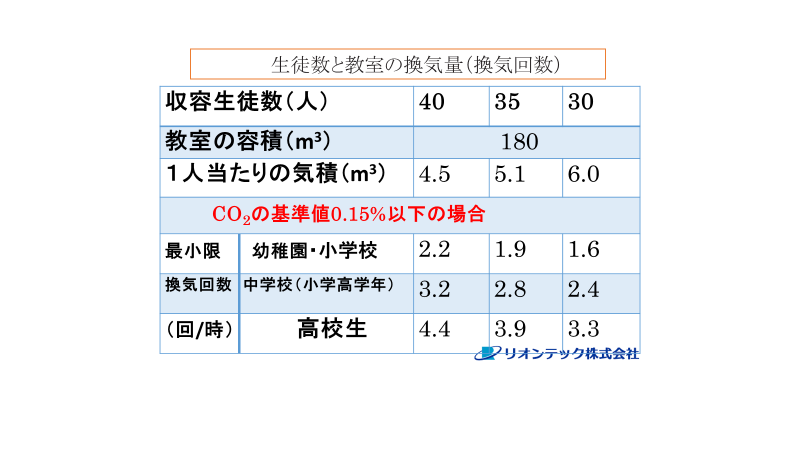 生徒数と教室の換気量(換気回数)
収容生徒数(人) 40 35 30
教室の容積(m³) 180
1人当たりの気積(m³) 4.5 5.1 6.0
CO₂の基準値0.15%以下の場合
最小限 幼稚園・小学校 2.2 1.9 1.6
換気回数 中学校(小学高学年) 3.2 2.8 2.4
(回/時) 高校生 4.4 3.9 3.3
リオンテック株式会社